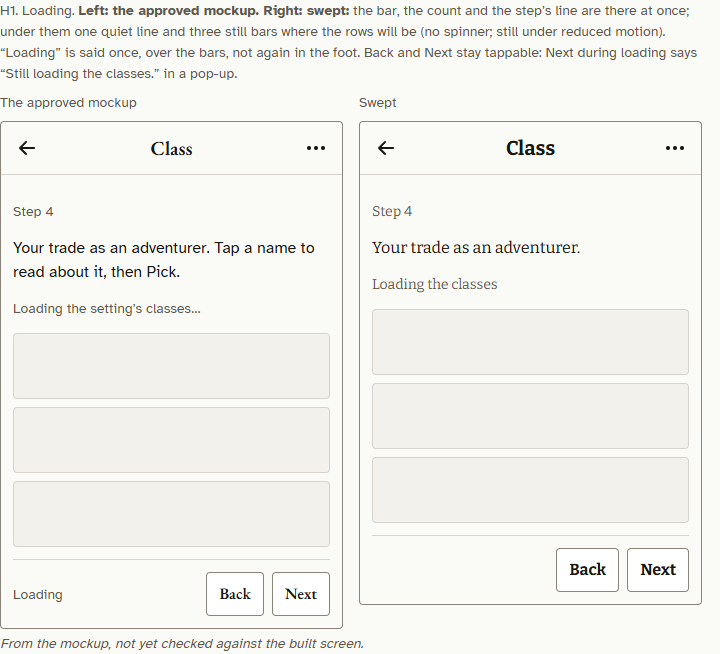 H1. Loading. Left: the approved mockup. Right: swept: the bar, the count and the step’s line are there at once;
under them one quiet line and three still bars where the rows will be (no spinner; still under reduced motion).
“Loading” is said once, over the bars, not again in the foot. Back and Next stay tappable: Next during loading says
“Still loading the classes.” in a pop-up.
The approved mockup
Class
Step 4
Your trade as an adventurer. Tap a name to
read about it, then Pick.
Loading the setting’s classes…
Loading
Back
Next
Swept
Class
Step 4
Your trade as an adventurer.
Loading the classes
Back
Next
From the mockup, not yet checked against the built screen.